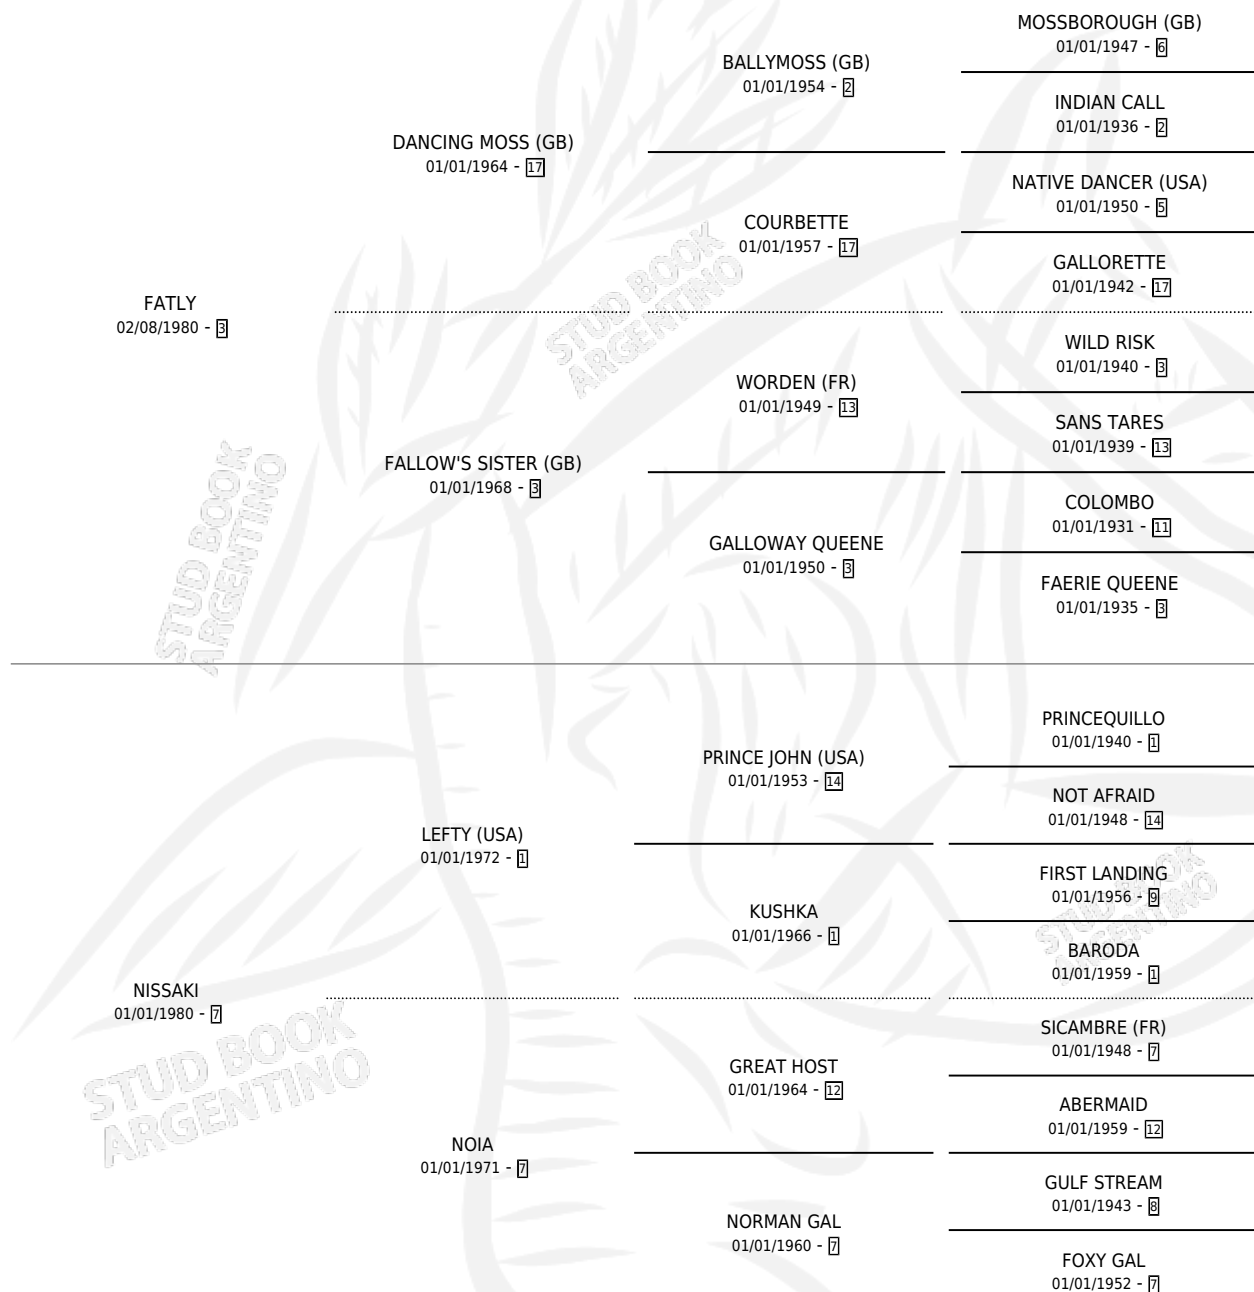 MOSSBOROUGH (GB)
01/01/1947 - 6
BALLYMOSS (GB)
01/01/1954 - 2
INDIAN CALL
01/01/1936 - 2
DANCING MOSS (GB)
01/01/1964 - 17
NATIVE DANCER (USA)
01/01/1950 - 5
COURBETTE
01/01/1957 - 17
GALLORETTE
01/01/1942 - 17
FATLY
02/08/1980 - 3
WILD RISK
01/01/1940 - 3
WORDEN (FR)
01/01/1949 - 13
SANS TARES
01/01/1939 - 13
FALLOW'S SISTER (GB)
01/01/1968 - 3
COLOMBO
01/01/1931 - 11
GALLOWAY QUEENE
01/01/1950 - 3
FAERIE QUEENE
01/01/1935 - 3
PRINCEQUILLO
01/01/1940 - 1
PRINCE JOHN (USA)
01/01/1953 - 14
NOT AFRAID
01/01/1948 - 14
LEFTY (USA)
01/01/1972 - 1
FIRST LANDING
01/01/1956 - 9
KUSHKA
01/01/1966 - 1
BARODA
01/01/1959 - 1
NISSAKI
01/01/1980 - 7
SICAMBRE (FR)
01/01/1948 - 7
GREAT HOST
01/01/1964 - 12
ABERMAID
01/01/1959 - 12
NOIA
01/01/1971 - 7
GULF STREAM
01/01/1943 - 8
NORMAN GAL
01/01/1960 - 7
FOXY GAL
01/01/1952 - 7
STUD BOOK
ARGENTINO
STUD BOOK
ARGENTINO
STUD BOOK
ARGENTINO
STUD BOOK
ARGENTINO